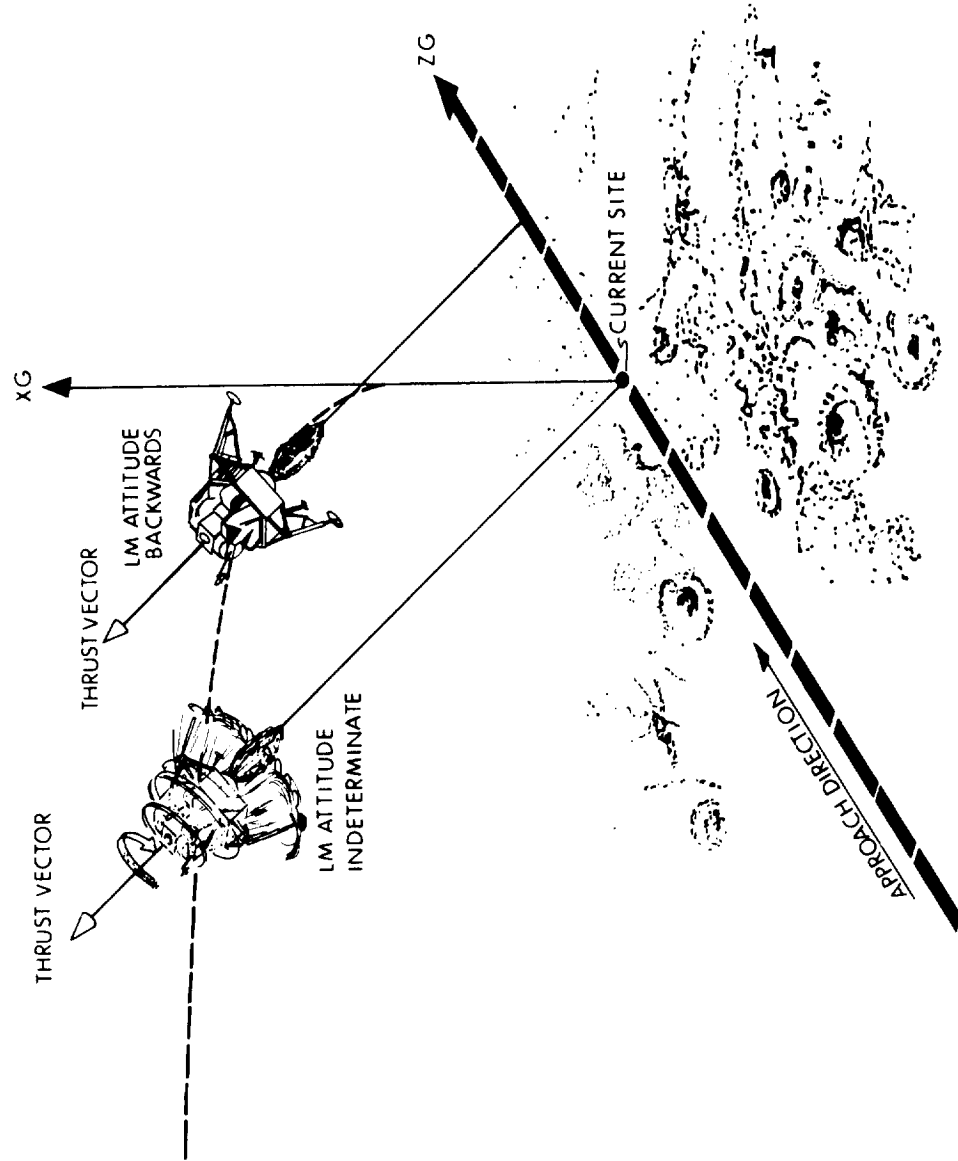 XG
ZG
THRUST VECTOR
LM ATTITUDE
BACKWARDS
THRUST VECTOR
LM ATTITUDE
INDETERMINATE
CURRENT SITE
APPROACH DIRECTION